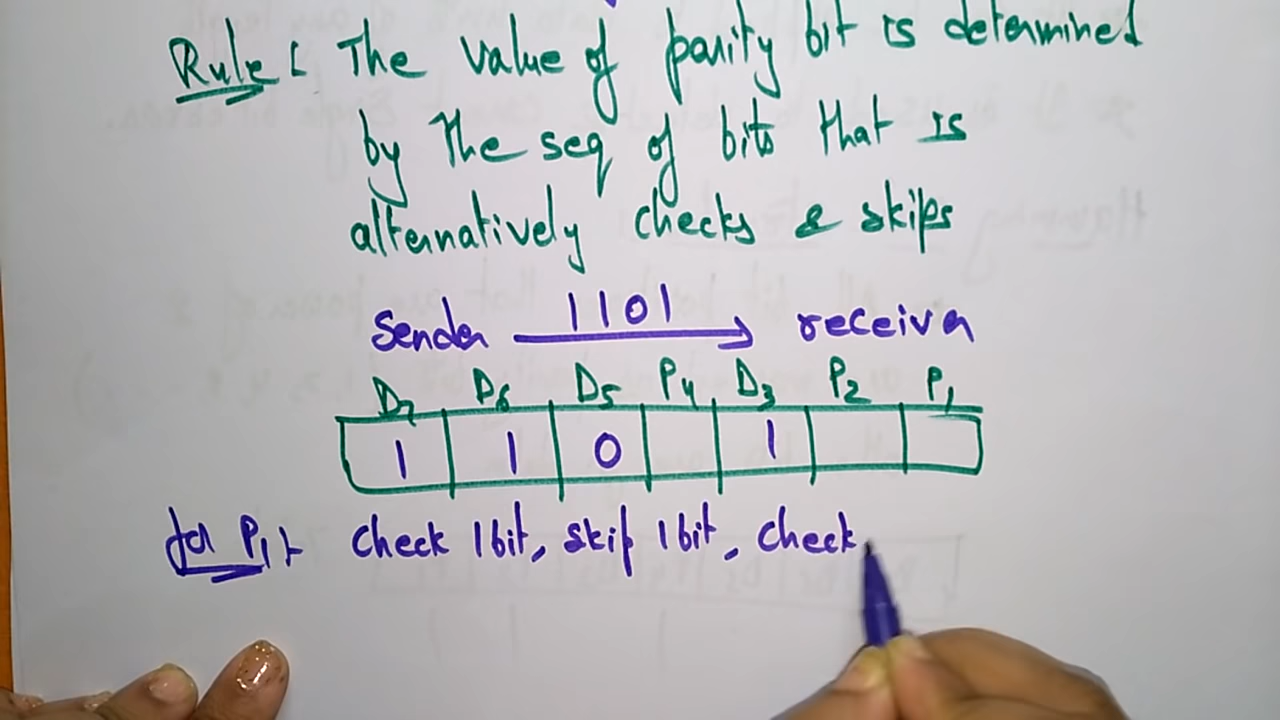 Rule : The value of parity bit is determined
by the seq of bits that is
alternatively checks & skips
Sender 1101 receiver
D7 D6 D5 P4 D3 P2 P1
1 1 0 1
for P1 :- check 1bit, skip 1bit, check